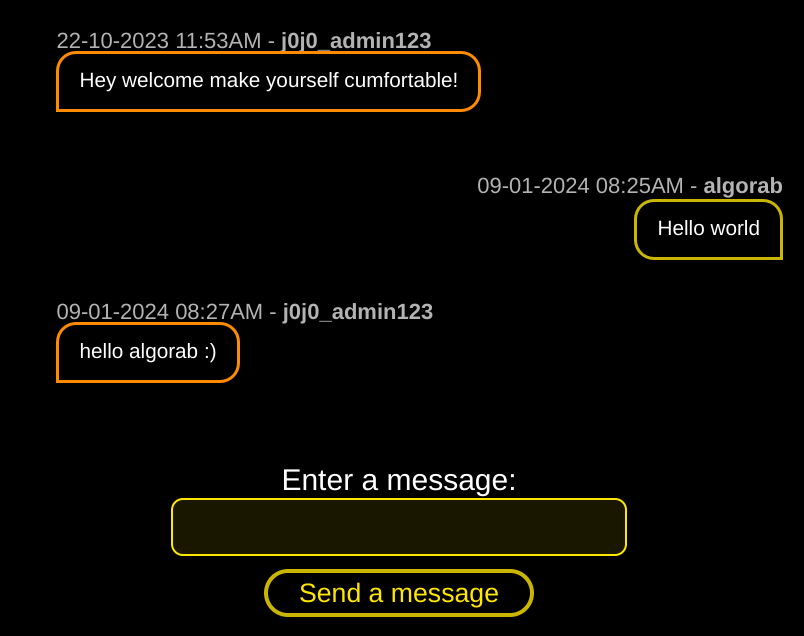 22-10-2023 11:53AM - j0j0_admin123
Hey welcome make yourself cumfortable!
09-01-2024 08:25AM - algorab
Hello world
09-01-2024 08:27AM - j0j0_admin123
hello algorab :)
Enter a message:
Send a message